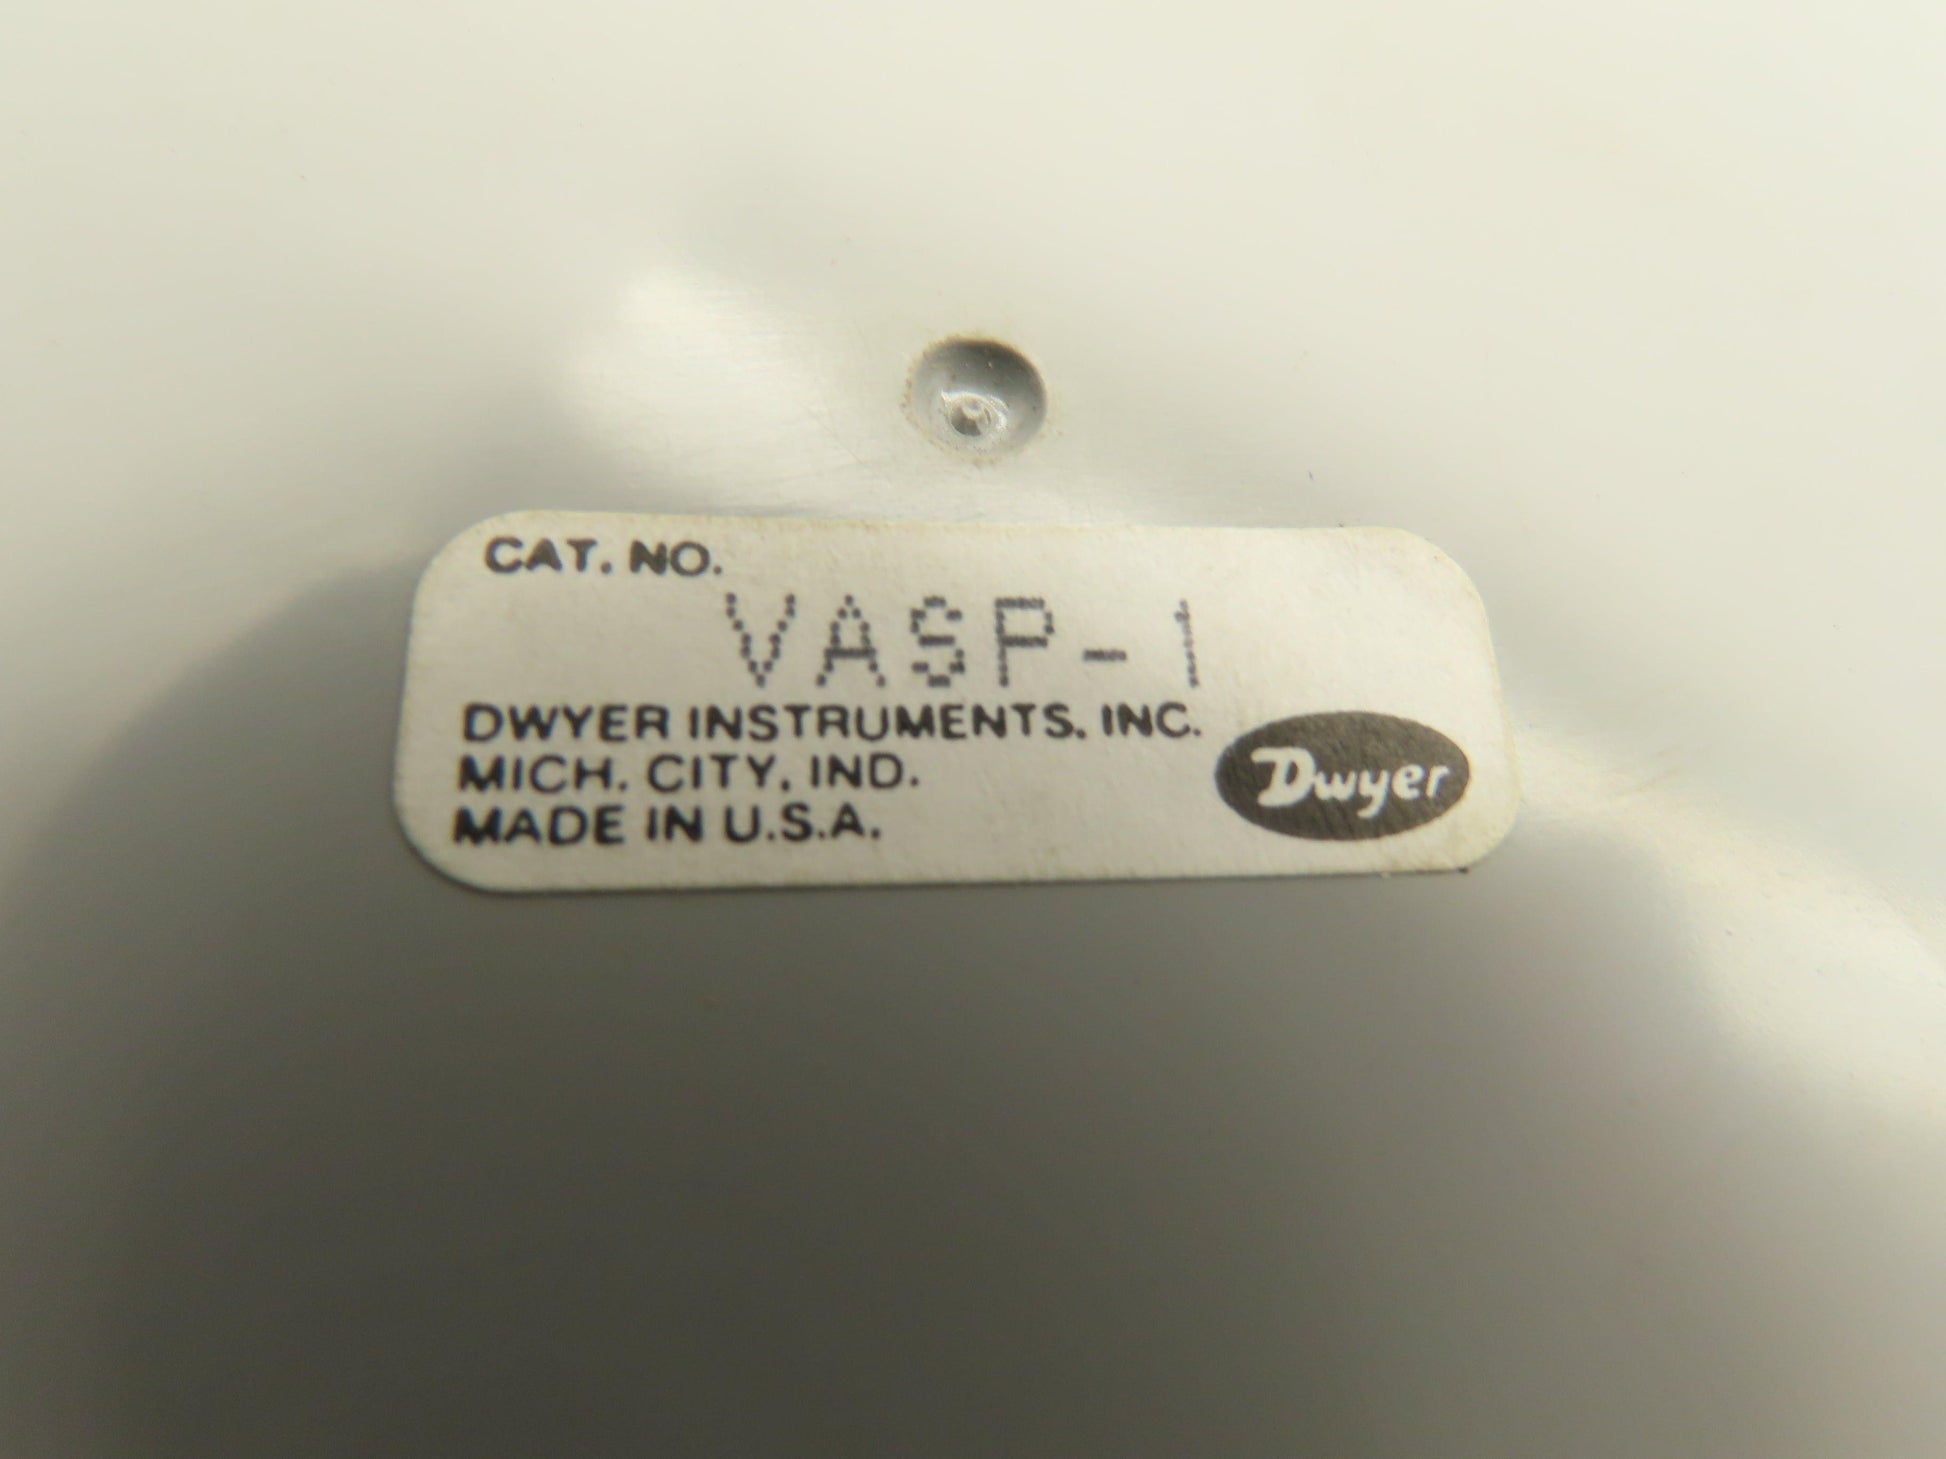 CAT. NO.
VASP-1
DWYER INSTRUMENTS, INC.
MICH. CITY, IND.
MADE IN U.S.A.
Dwyer